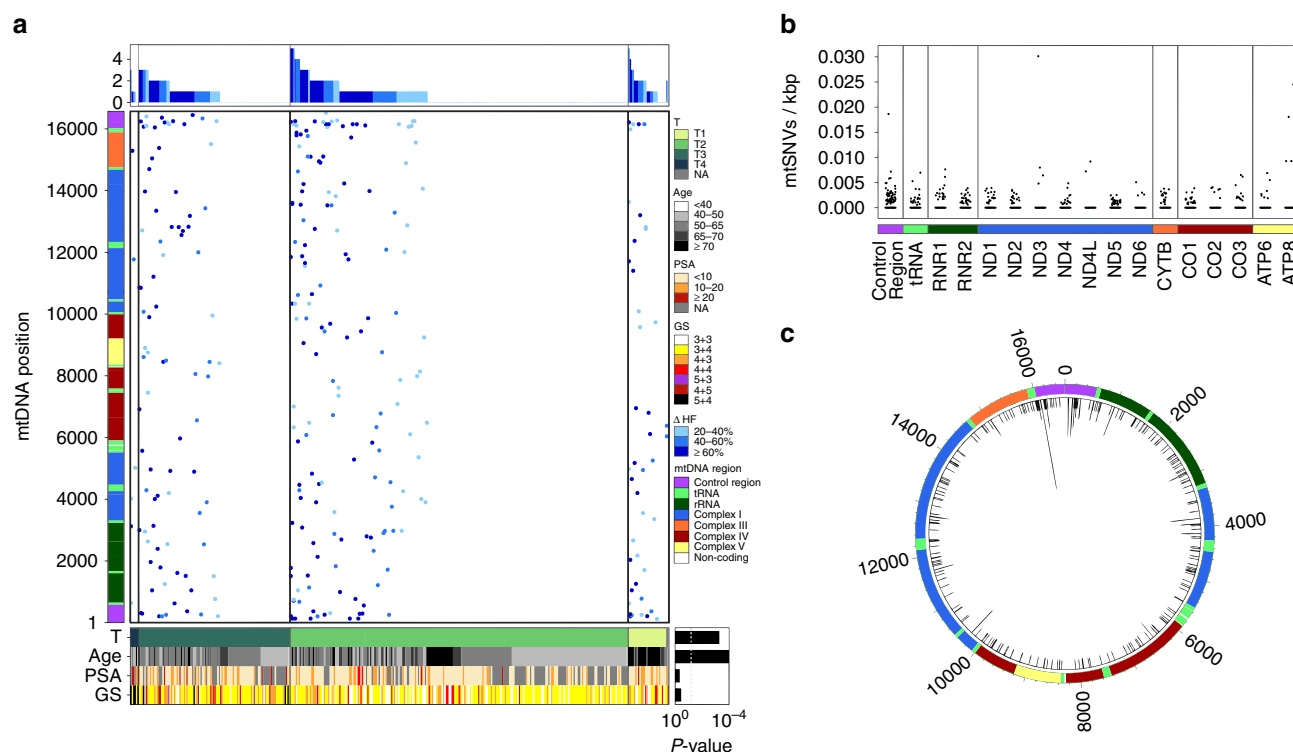 a
4
2
0
16000
14000
12000
10000
8000
6000
4000
2000
1
mtDNA position
T
Age
PSA
GS
10⁰ 10⁻⁴
P-value
T
T1
T2
T3
T4
NA
Age
<40
40–50
50–65
65–70
≥ 70
PSA
<10
10–20
≥ 20
NA
GS
3+3
3+4
4+3
4+4
5+3
4+5
5+4
Δ HF
20–40%
40–60%
≥ 60%
mtDNA region
Control region
tRNA
rRNA
Complex I
Complex III
Complex IV
Complex V
Non-coding
b
0.030
0.025
0.020
0.015
0.010
0.005
0.000
mtSNVs / kbp
Control
Region
tRNA
RNR1
RNR2
ND1
ND2
ND3
ND4
ND4L
ND5
ND6
CYTB
CO1
CO2
CO3
ATP6
ATP8
c
0
2000
4000
6000
8000
10000
12000
14000
16000